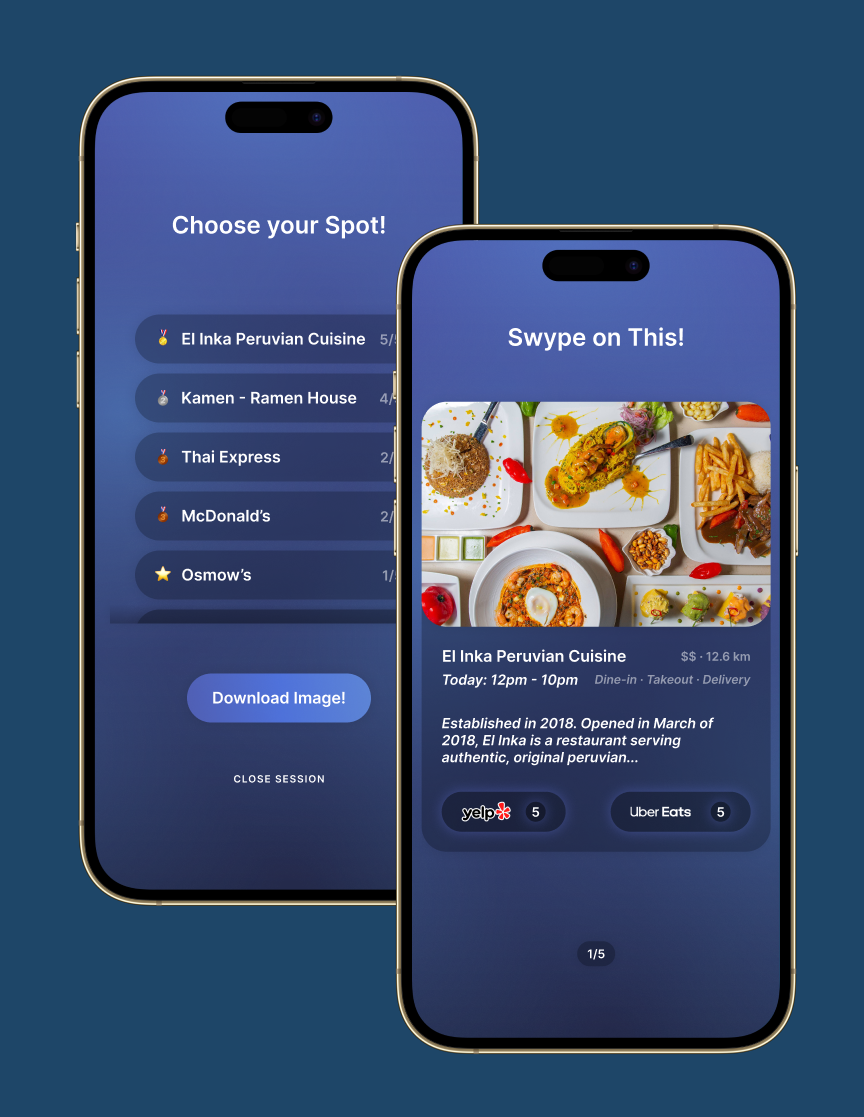 Choose your Spot!
El Inka Peruvian Cuisine 5/
Kamen - Ramen House 4/
Thai Express 2/
McDonald's 2/
Osmow's 1/
Download Image!
CLOSE SESSION
Swype on This!
El Inka Peruvian Cuisine $$ · 12.6 km
Today: 12pm - 10pm Dine-in · Takeout · Delivery
Established in 2018. Opened in March of
2018, El Inka is a restaurant serving
authentic, original peruvian...
yelp 5 Uber Eats 5
1/5